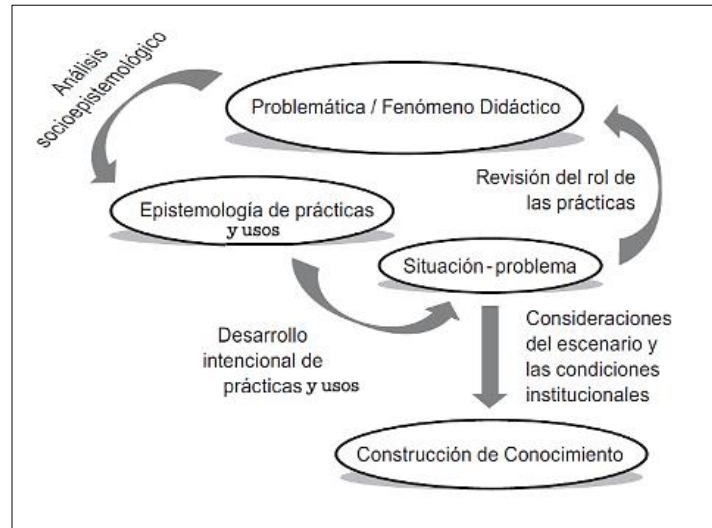 Análisis
socioepistemológico
Problemática / Fenómeno Didáctico
Revisión del rol de
las prácticas
Epistemología de prácticas
y usos
Situación-problema
Desarrollo
intencional de
prácticas y usos
Consideraciones
del escenario y
las condiciones
institucionales
Construcción de Conocimiento